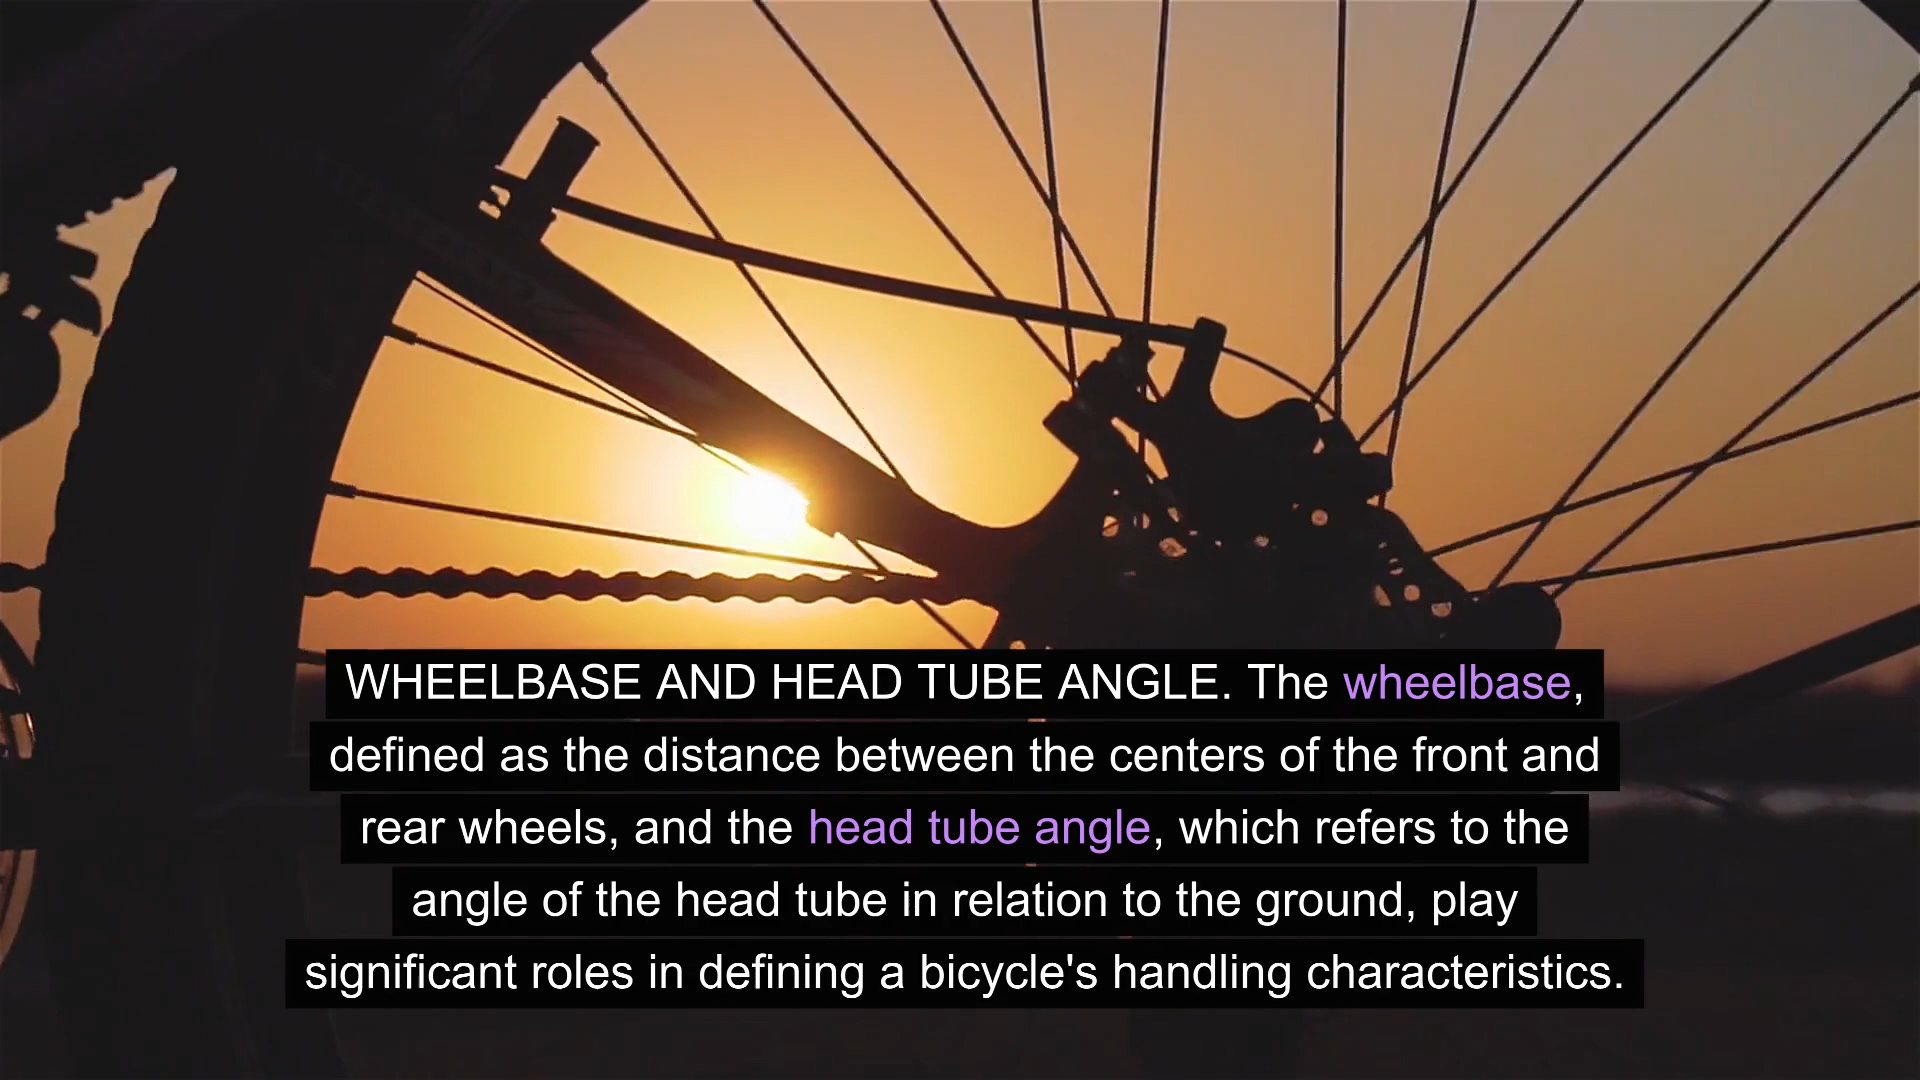 WHEELBASE AND HEAD TUBE ANGLE. The wheelbase,
defined as the distance between the centers of the front and
rear wheels, and the head tube angle, which refers to the
angle of the head tube in relation to the ground, play
significant roles in defining a bicycle's handling characteristics.